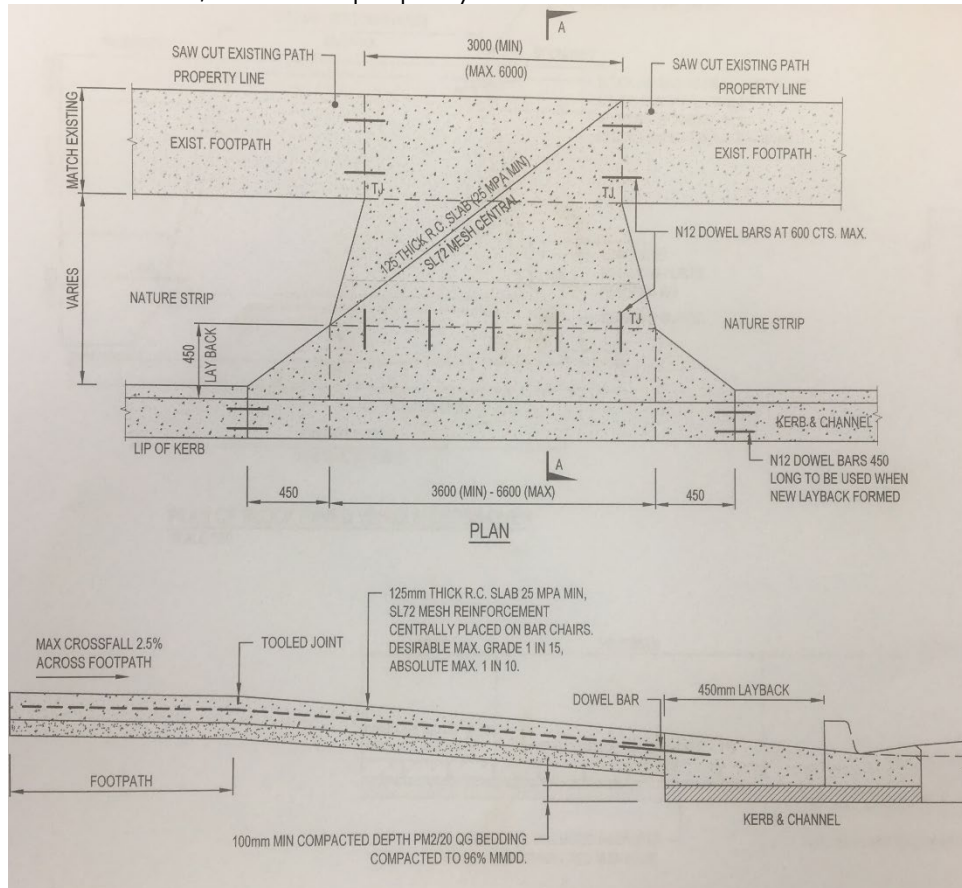 A
3000 (MIN)
(MAX. 6000)
SAW CUT EXISTING PATH
PROPERTY LINE
SAW CUT EXISTING PATH
PROPERTY LINE
MATCH EXISTING
EXIST. FOOTPATH
EXIST. FOOTPATH
TJ
TJ
125 THICK R.C. SLAB (25 MPA MIN)
SL72 MESH CENTRAL
N12 DOWEL BARS AT 600 CTS. MAX.
VARIES
NATURE STRIP
NATURE STRIP
TJ
450
LAY BACK
KERB & CHANNEL
LIP OF KERB
A
N12 DOWEL BARS 450
LONG TO BE USED WHEN
NEW LAYBACK FORMED
450
3600 (MIN) - 6600 (MAX)
450
PLAN
125mm THICK R.C. SLAB 25 MPA MIN,
SL72 MESH REINFORCEMENT
CENTRALLY PLACED ON BAR CHAIRS.
DESIRABLE MAX. GRADE 1 IN 15,
ABSOLUTE MAX. 1 IN 10.
MAX CROSSFALL 2.5%
ACROSS FOOTPATH
TOOLED JOINT
DOWEL BAR
450mm LAYBACK
FOOTPATH
KERB & CHANNEL
100mm MIN COMPACTED DEPTH PM2/20 QG BEDDING
COMPACTED TO 96% MMDD.